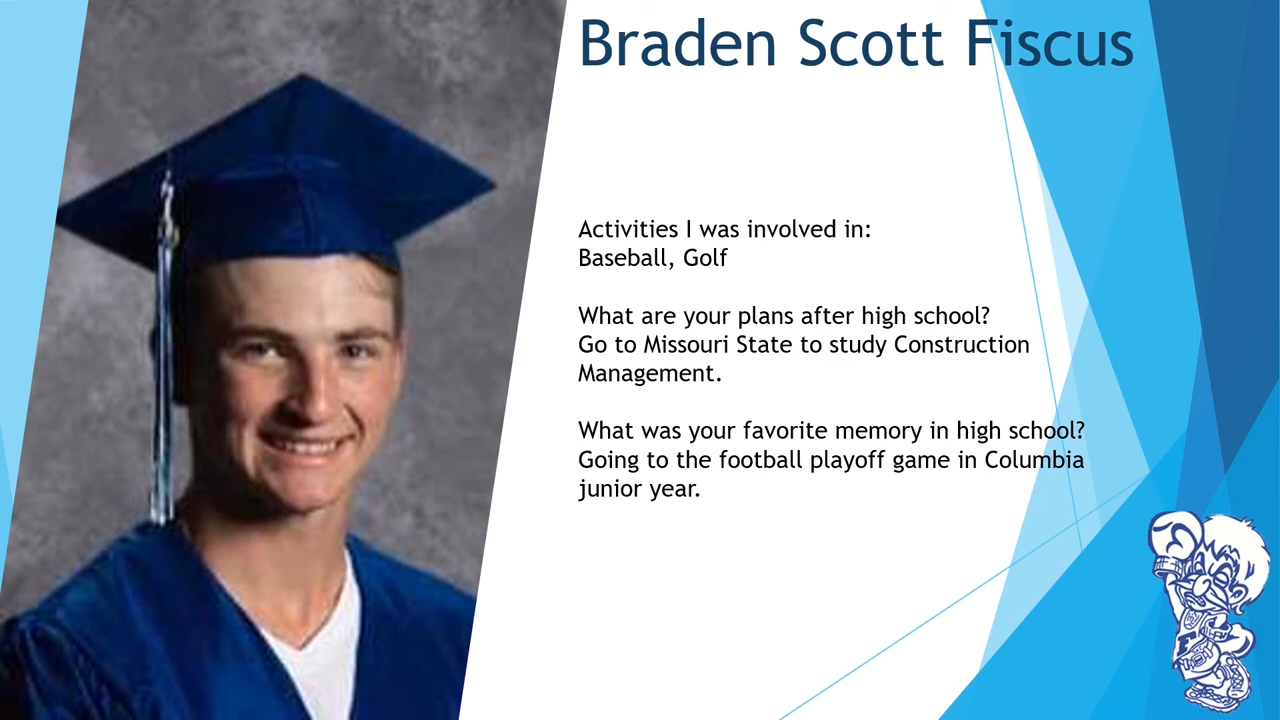 Braden Scott Fiscus
Activities I was involved in:
Baseball, Golf
What are your plans after high school?
Go to Missouri State to study Construction
Management.
What was your favorite memory in high school?
Going to the football playoff game in Columbia
junior year.